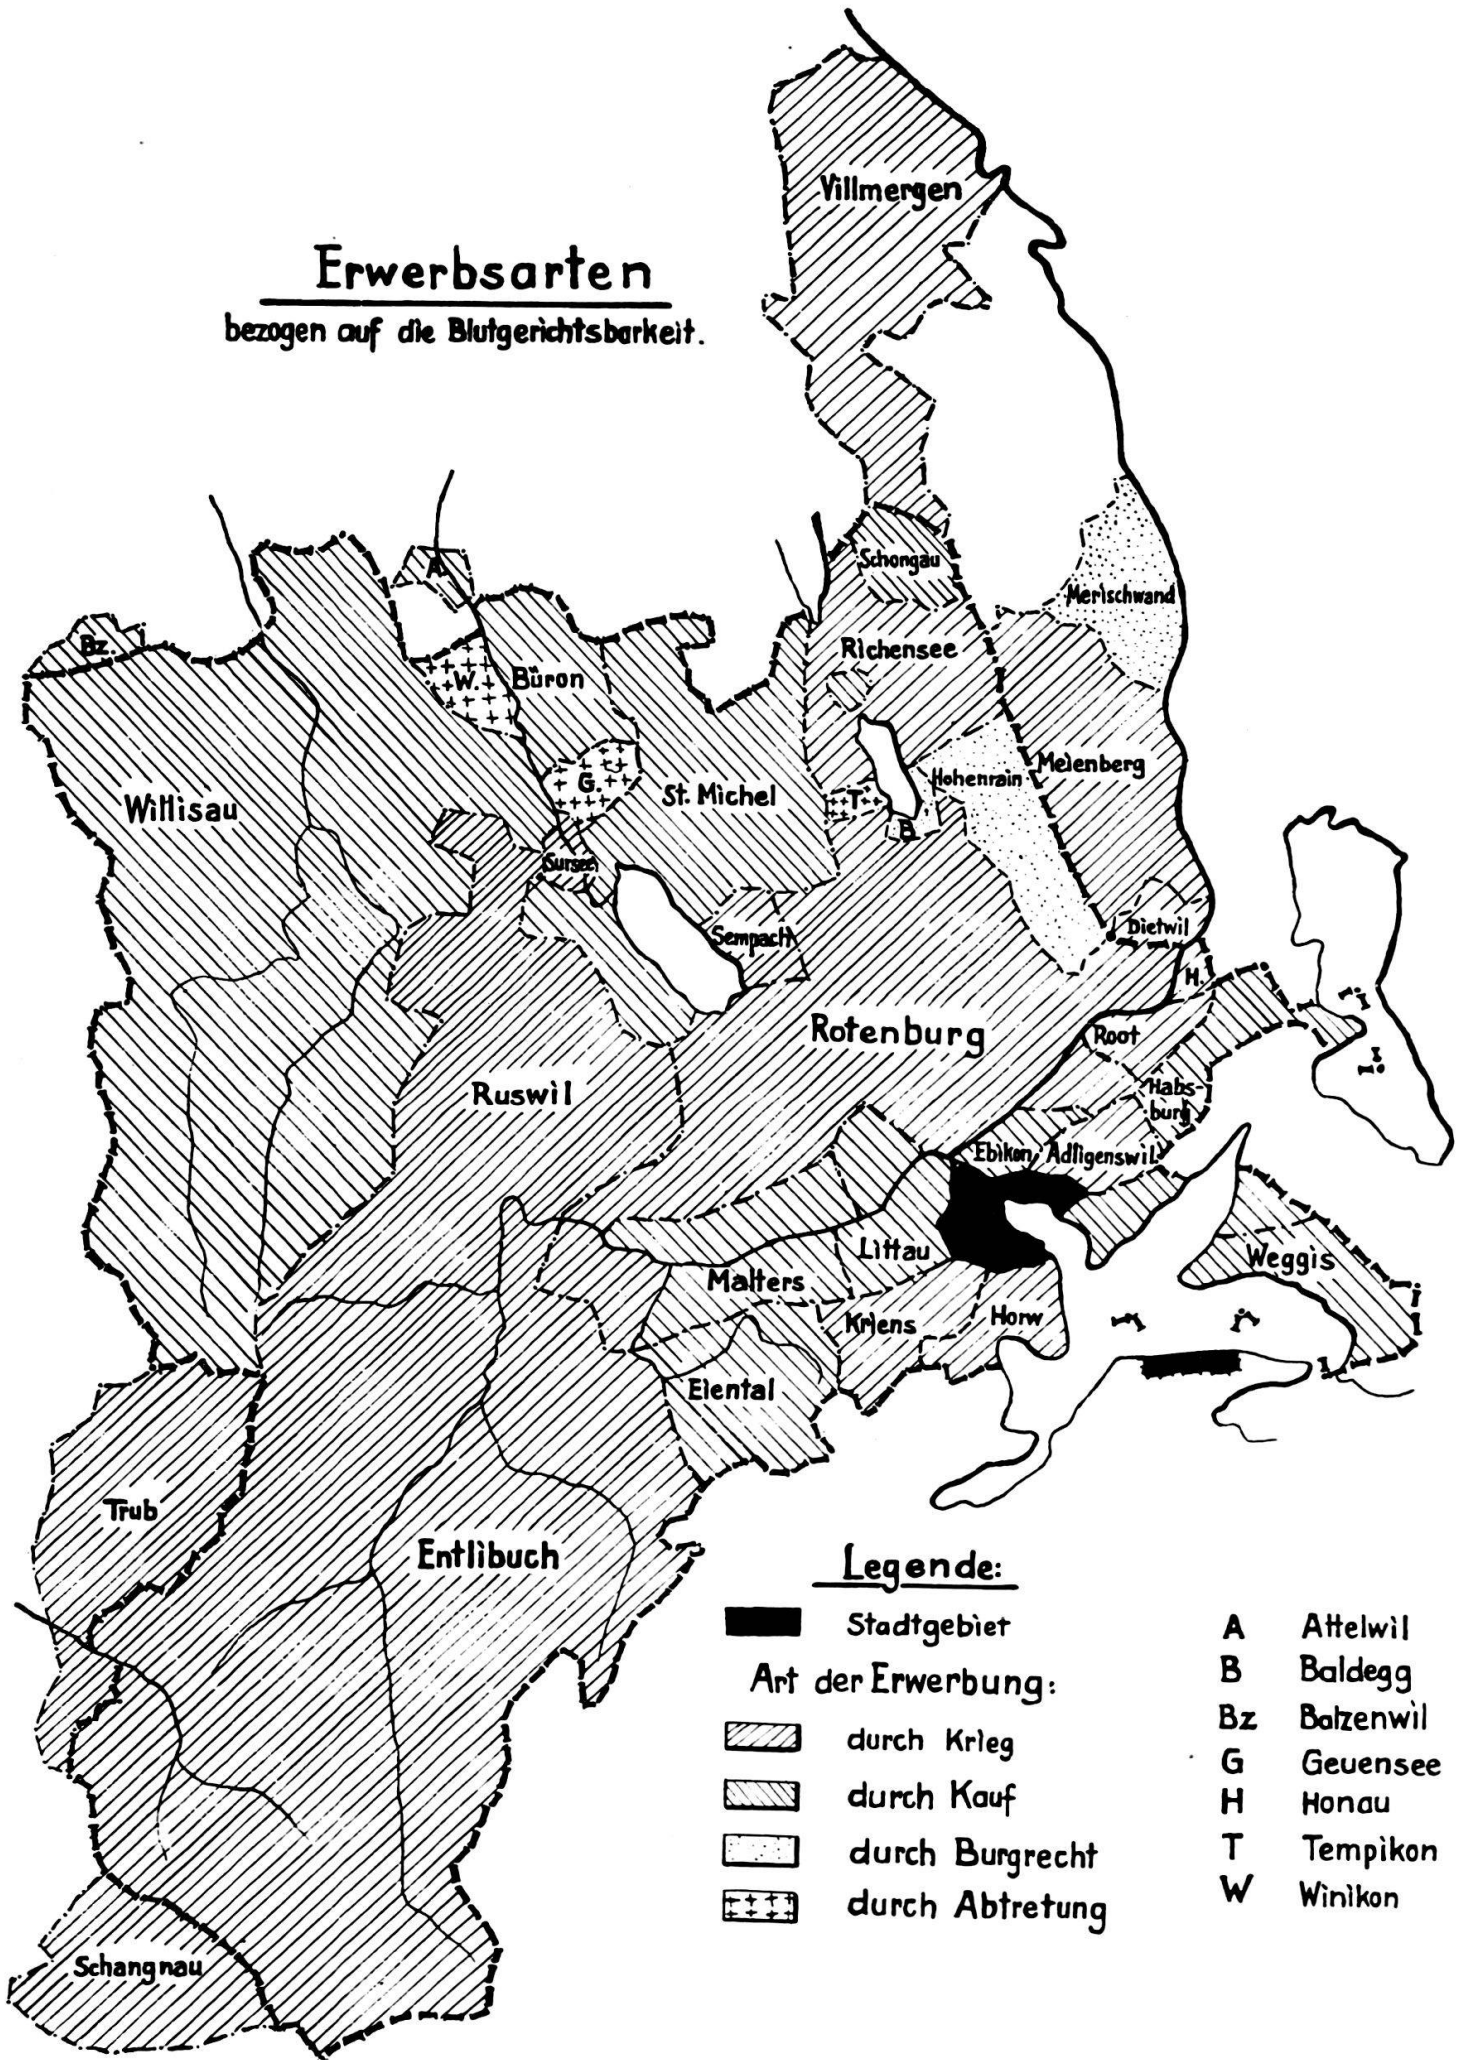 Erwerbsarten
bezogen auf die Blutgerichtsbarkeit.
Villmergen
Schongau
Merischwand
A.
Bz.
Richensee
W.
Büron
Meienberg
Hohenrain
G.
St. Michel
T
Willisau
B
Sursee
Sempach
Dietwil
H.
Rotenburg
Root
Ruswil
Habs-
burg
Ebikon
Adligenswil
Littau
Weggis
Malters
Kriens
Horw
Eiental
Trub
Entlibuch
Schangnau
Legende:
Stadtgebiet
Art der Erwerbung:
durch Krieg
durch Kauf
durch Burgrecht
durch Abtretung
A Attelwil
B Baldegg
Bz Balzenwil
G Geuensee
H Honau
T Tempikon
W Winikon